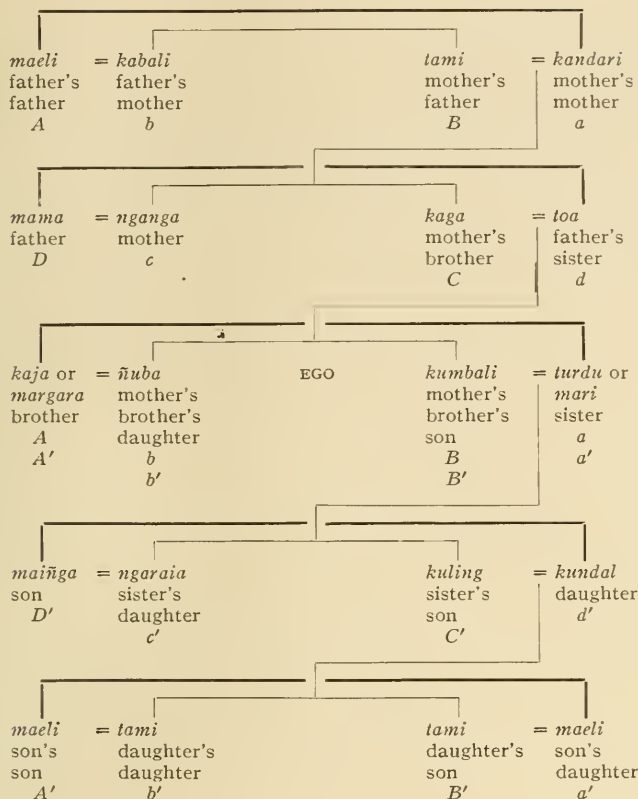 maeli = kabali tami = kandari
father's father's mother's mother's
father mother father mother
A b B a
mama = nganga kaga = toa
father mother mother's father's
D c brother sister
C d
kaja or = ñuba EGO kumbali = turdu or
margara mother's mother's mari
brother brother's brother's sister
A daughter son a
A' b B a'
b' B'
maiñga = ngaraia kuling = kundal
son sister's sister's daughter
D' daughter son d'
c' C'
maeli = tami tami = maeli
son's daughter's daughter's son's
son daughter son daughter
A' b' B' a'